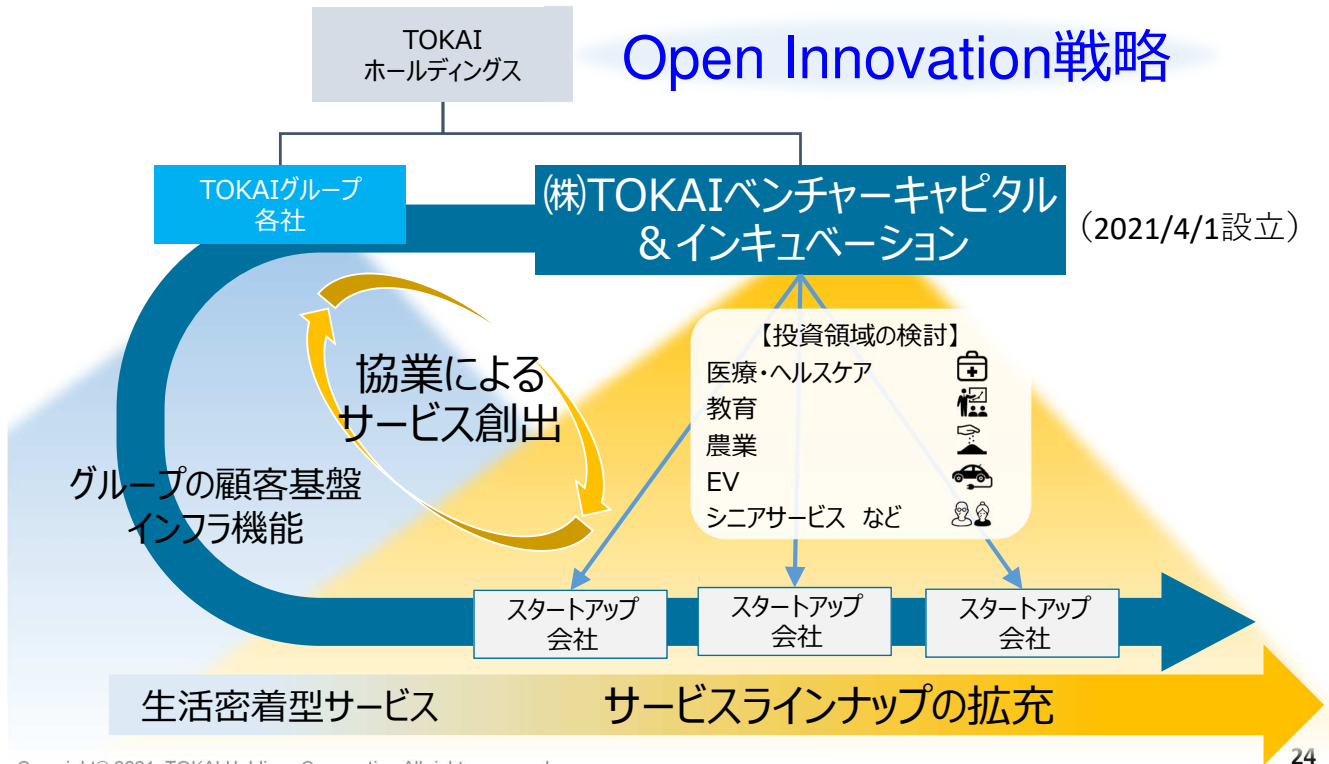 TOKAI
ホールディングス
Open Innovation戦略
TOKAIグループ
各社
㈱TOKAIベンチャーキャピタル
＆インキュベーション
（2021/4/1設立）
【投資領域の検討】
医療・ヘルスケア
教育
農業
EV
シニアサービス など
協業による
サービス創出
グループの顧客基盤
インフラ機能
スタートアップ
会社
スタートアップ
会社
スタートアップ
会社
生活密着型サービス
サービスラインナップの拡充
24